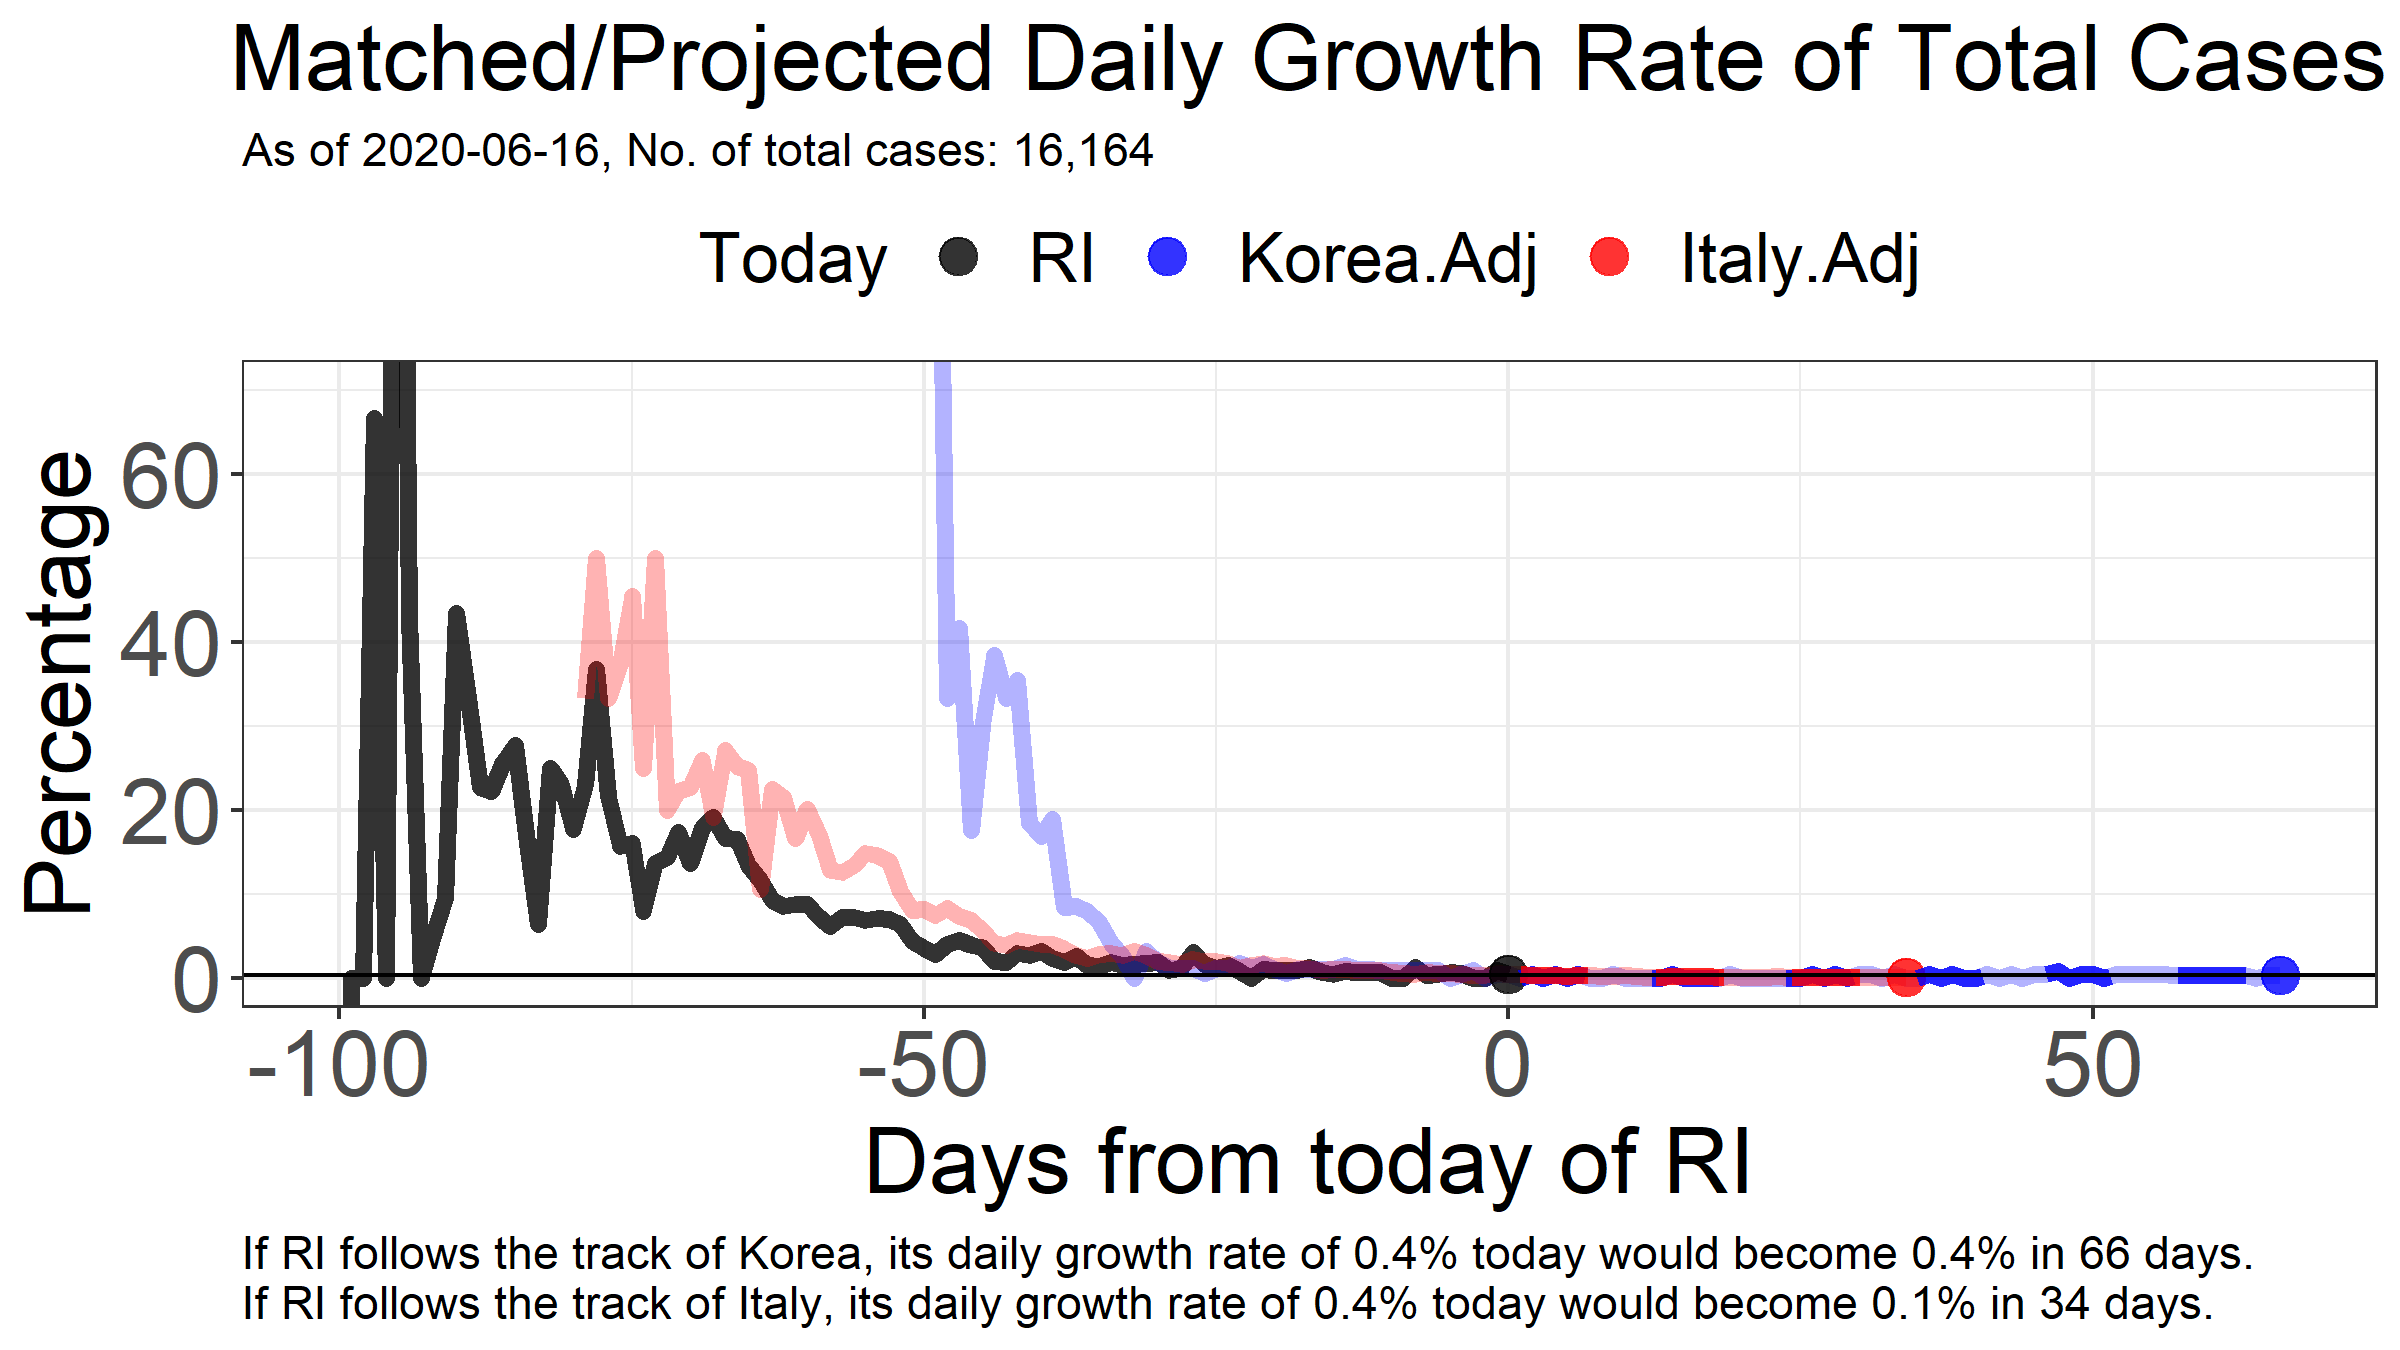 Matched/Projected Daily Growth Rate of Total Cases
As of 2020-06-16, No. of total cases: 16,164
Today RI Korea.Adj Italy.Adj
Percentage
60
40
20
0
-100 -50 0 50
Days from today of RI
If RI follows the track of Korea, its daily growth rate of 0.4% today would become 0.4% in 66 days.
If RI follows the track of Italy, its daily growth rate of 0.4% today would become 0.1% in 34 days.